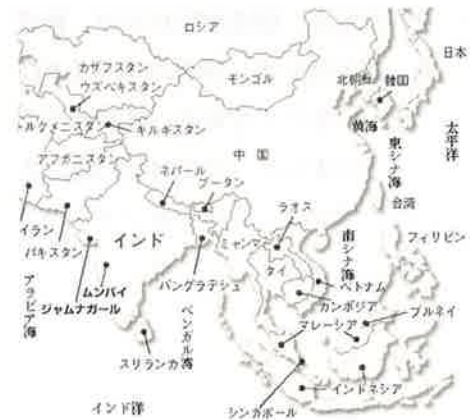 ロシア
日本
カザフスタン
ウズベキスタン
モンゴル
北朝鮮
韓国
トルクメニスタン
キルギスタン
黄海
東シナ海
太平洋
アフガニスタン
中国
ネパール
ブータン
台湾
イラン
パキスタン
インド
ミャンマー
ラオス
南シナ海
フィリピン
アラビア海
ムンバイ
ジャムナガール
バングラデシュ
タイ
ベトナム
カンボジア
ベンガル湾
マレーシア
ブルネイ
スリランカ
インドネシア
インド洋
シンガポール